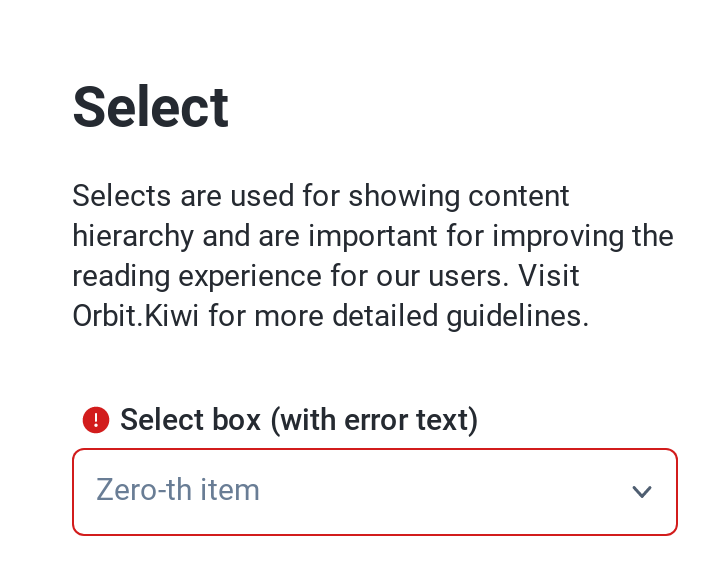 Select
Selects are used for showing content
hierarchy and are important for improving the
reading experience for our users. Visit
Orbit.Kiwi for more detailed guidelines.
Select box (with error text)
Zero-th item